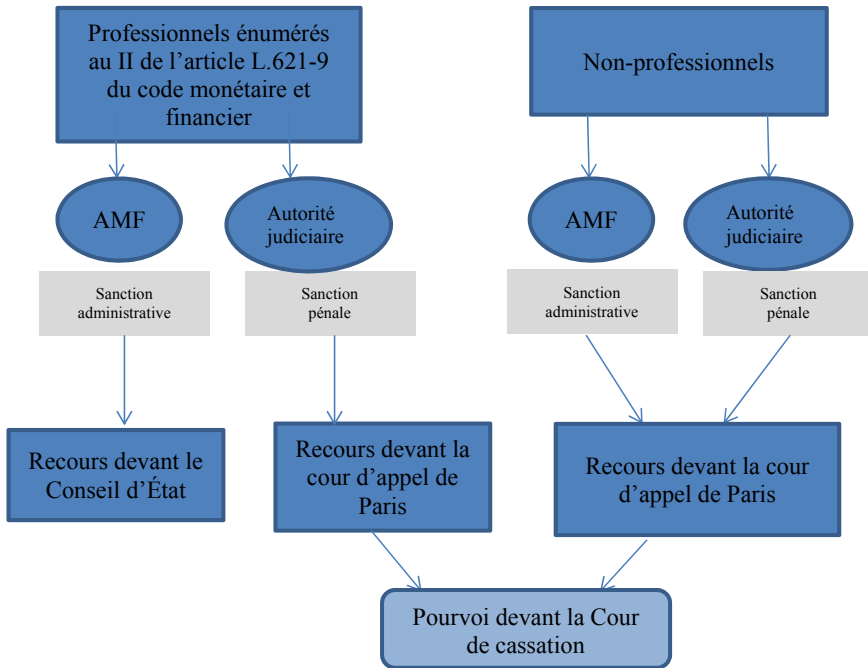 Professionnels énumérés
au II de l’article L.621-9
du code monétaire et
financier
Non-professionnels
AMF
Autorité
judiciaire
AMF
Autorité
judiciaire
Sanction
administrative
Sanction
pénale
Sanction
administrative
Sanction
pénale
Recours devant le
Conseil d’État
Recours devant la
cour d’appel de
Paris
Recours devant la cour
d’appel de Paris
Pourvoi devant la Cour
de cassation